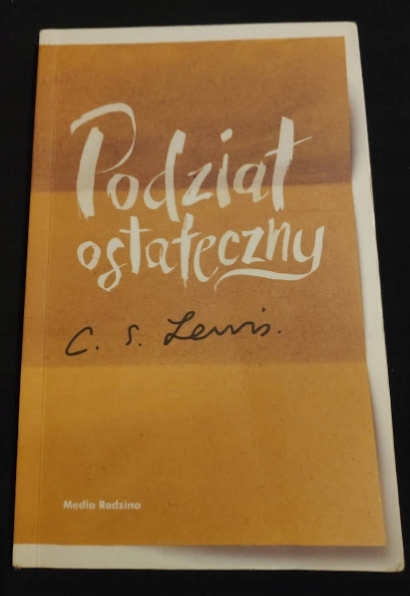 Podział
ostateczny
C. S. Lewis.
Media Rodzina